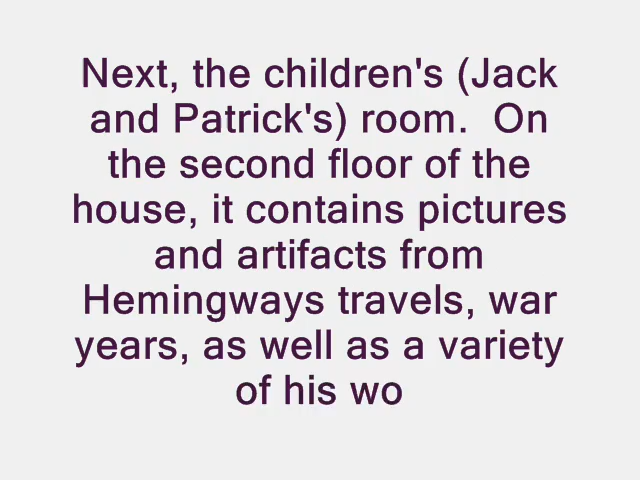 Next, the children's (Jack
and Patrick's) room.  On
the second floor of the
house, it contains pictures
and artifacts from
Hemingways travels, war
years, as well as a variety
of his wo